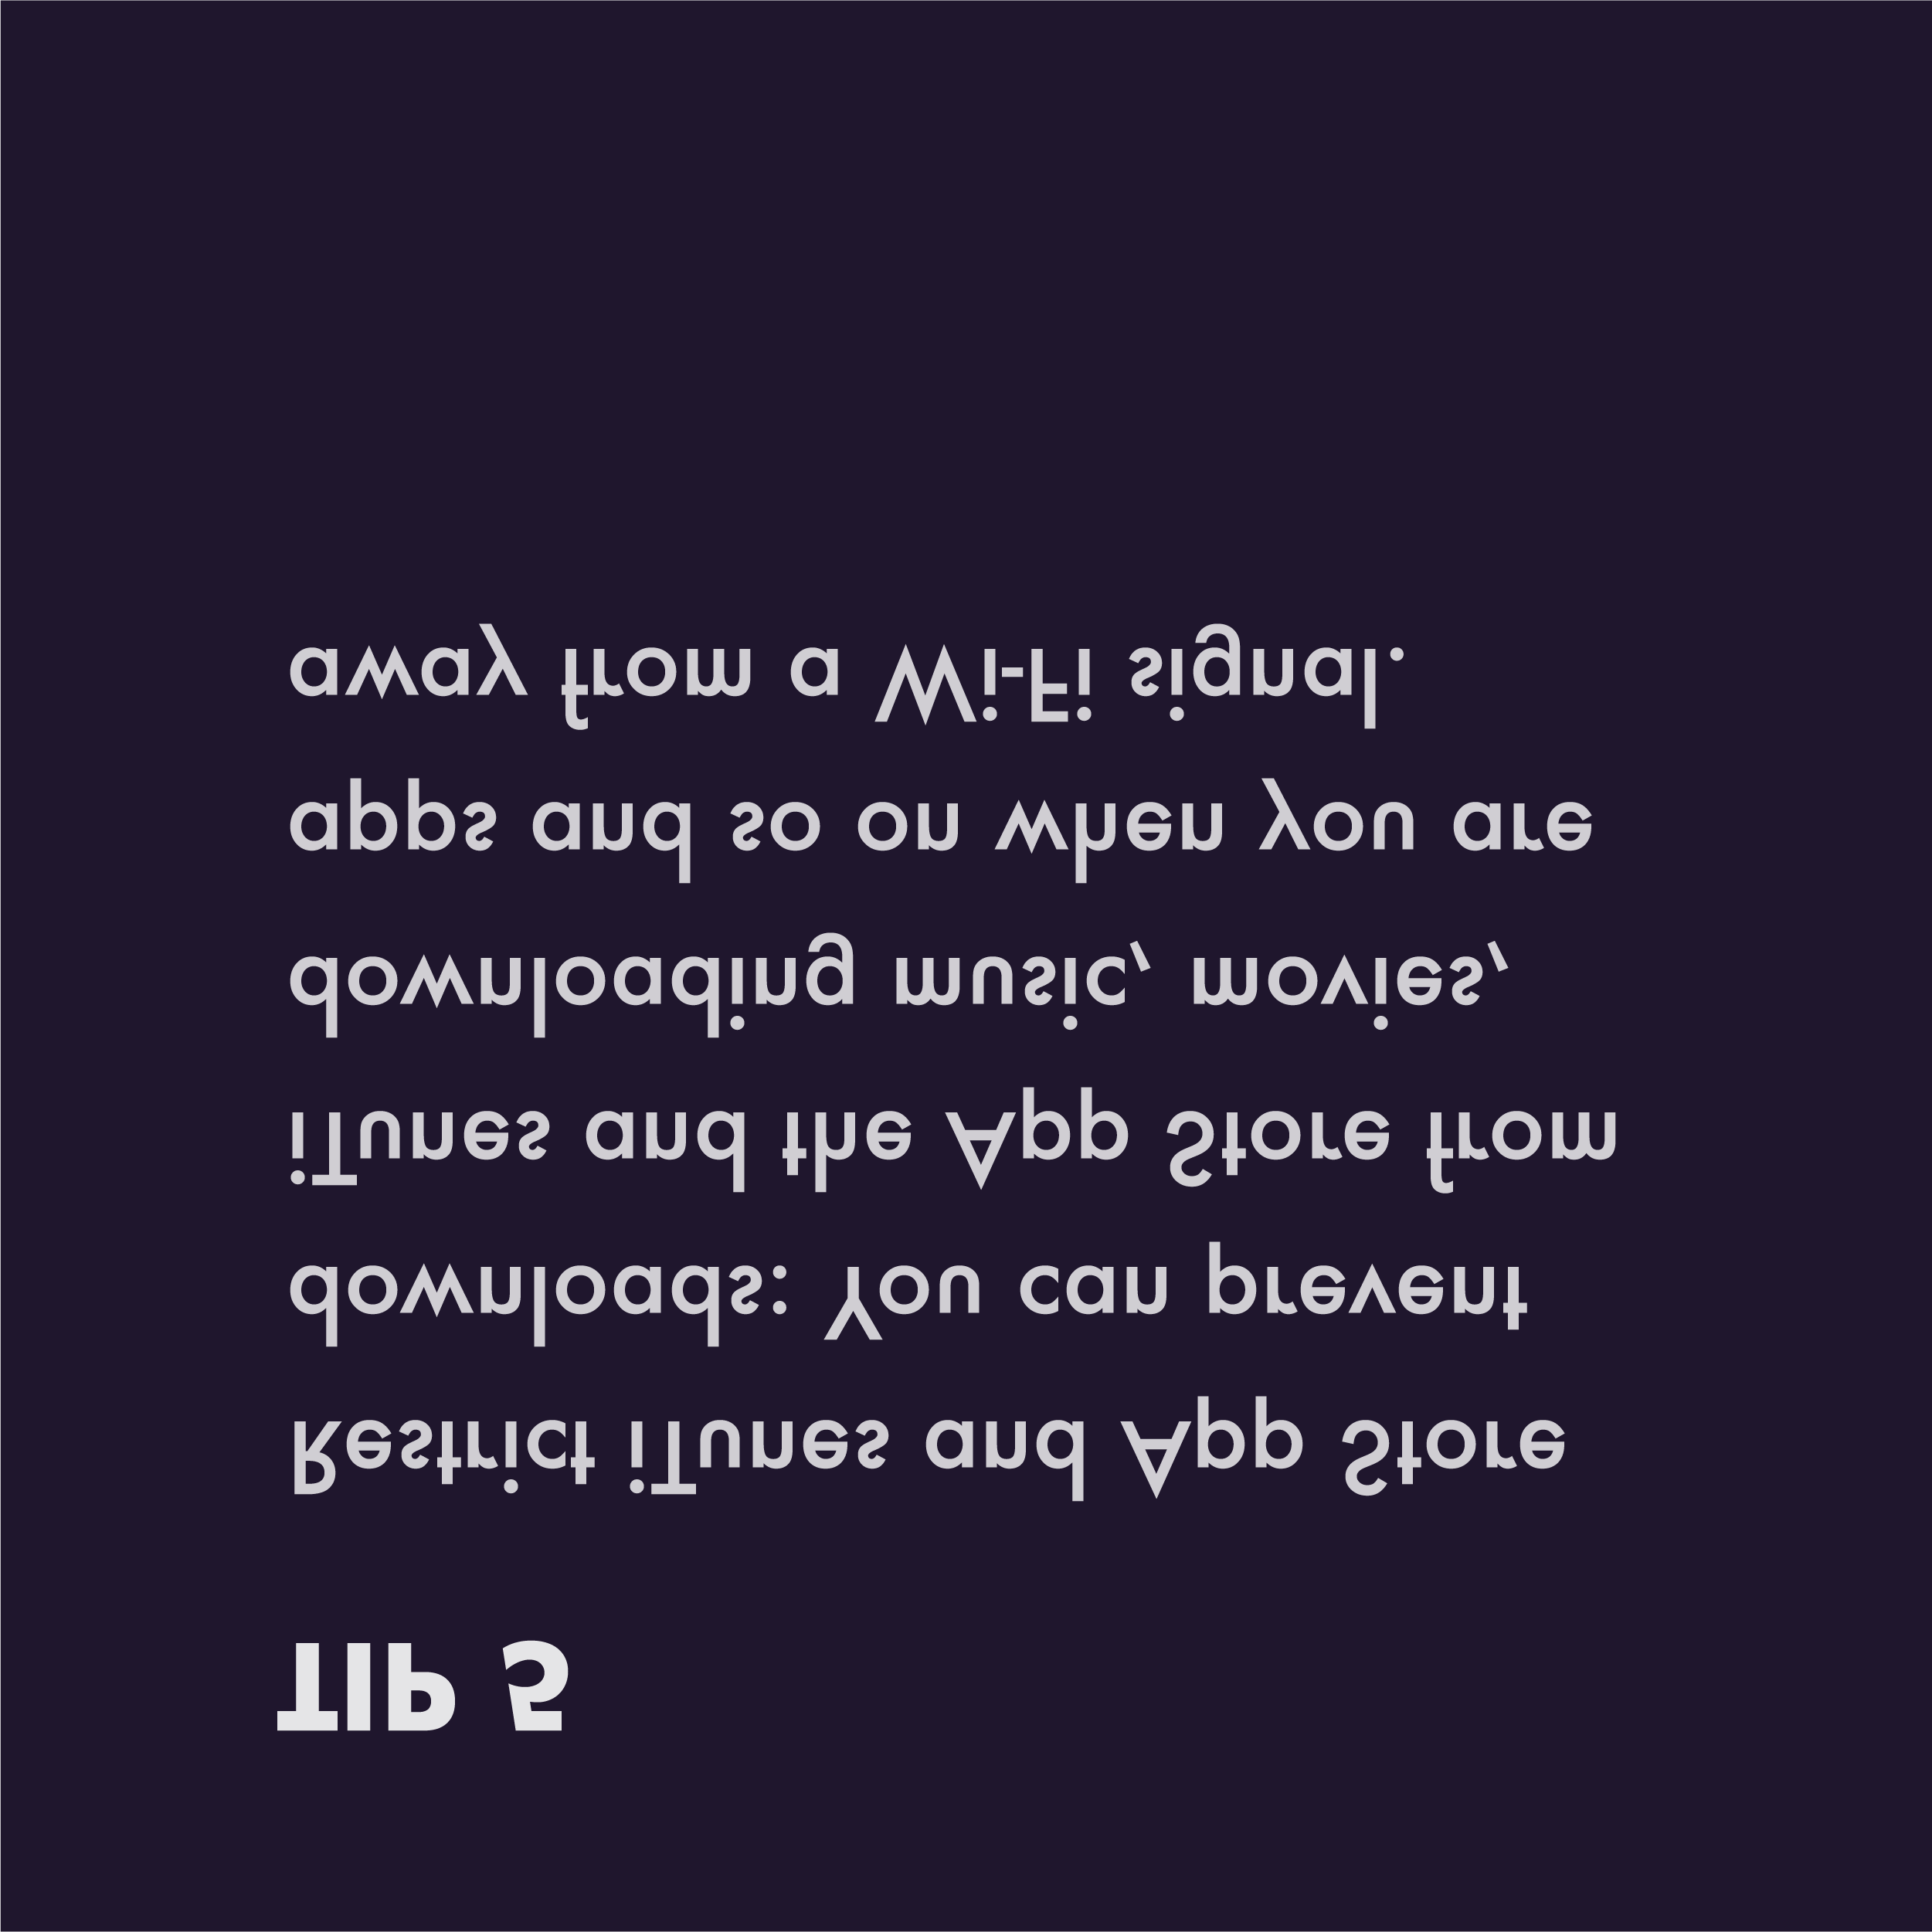 TIP 5
Restrict iTunes and App Store
downloads: You can prevent
iTunes and the App Store from
downloading music, movies,
apps and so on when you are
away from a Wi-Fi signal.